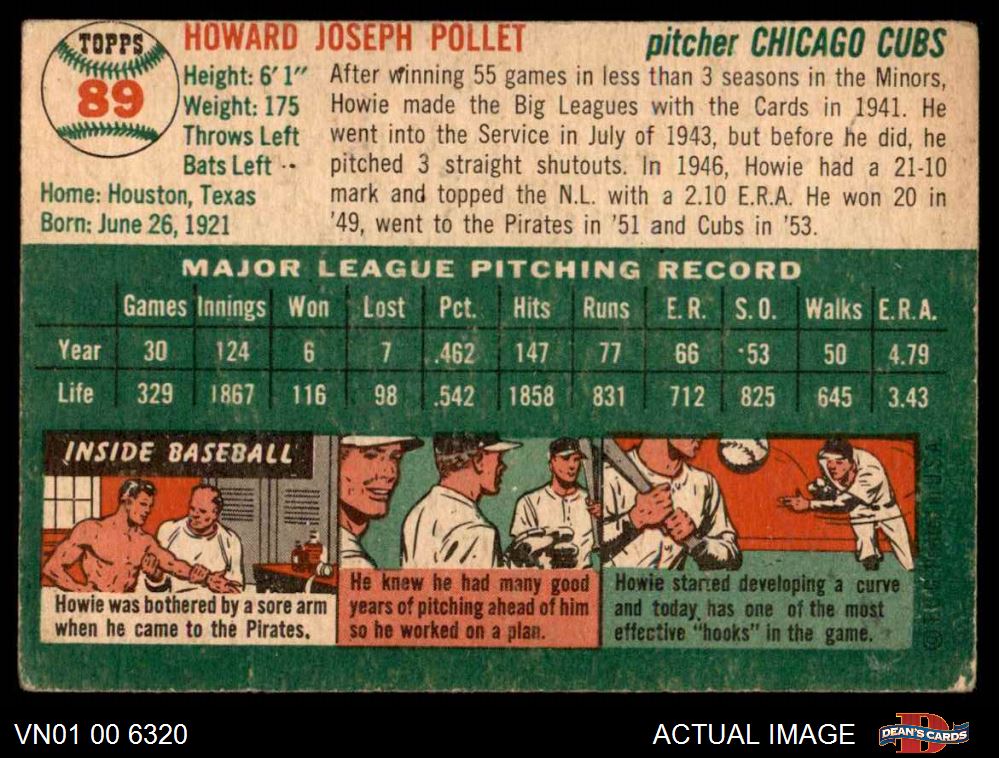 TOPPS
89
HOWARD JOSEPH POLLET
pitcher CHICAGO CUBS
Height: 6'1"
Weight: 175
Throws Left
Bats Left
Home: Houston, Texas
Born: June 26, 1921
After winning 55 games in less than 3 seasons in the Minors,
Howie made the Big Leagues with the Cards in 1941. He
went into the Service in July of 1943, but before he did, he
pitched 3 straight shutouts. In 1946, Howie had a 21-10
mark and topped the N.L. with a 2.10 E.R.A. He won 20 in
'49, went to the Pirates in '51 and Cubs in '53.
MAJOR LEAGUE PITCHING RECORD
Games Innings Won Lost Pct. Hits Runs E.R. S.O. Walks E.R.A.
Year 30 124 6 7 .462 147 77 66 53 50 4.79
Life 329 1867 116 98 .542 1858 831 712 825 645 3.43
INSIDE BASEBALL
Howie was bothered by a sore arm
when he came to the Pirates.
He knew he had many good
years of pitching ahead of him
so he worked on a plan.
Howie started developing a curve
and today has one of the most
effective "hooks" in the game.
U.S.A.
VN01 00 6320
ACTUAL IMAGE
D
DEAN'S CARDS